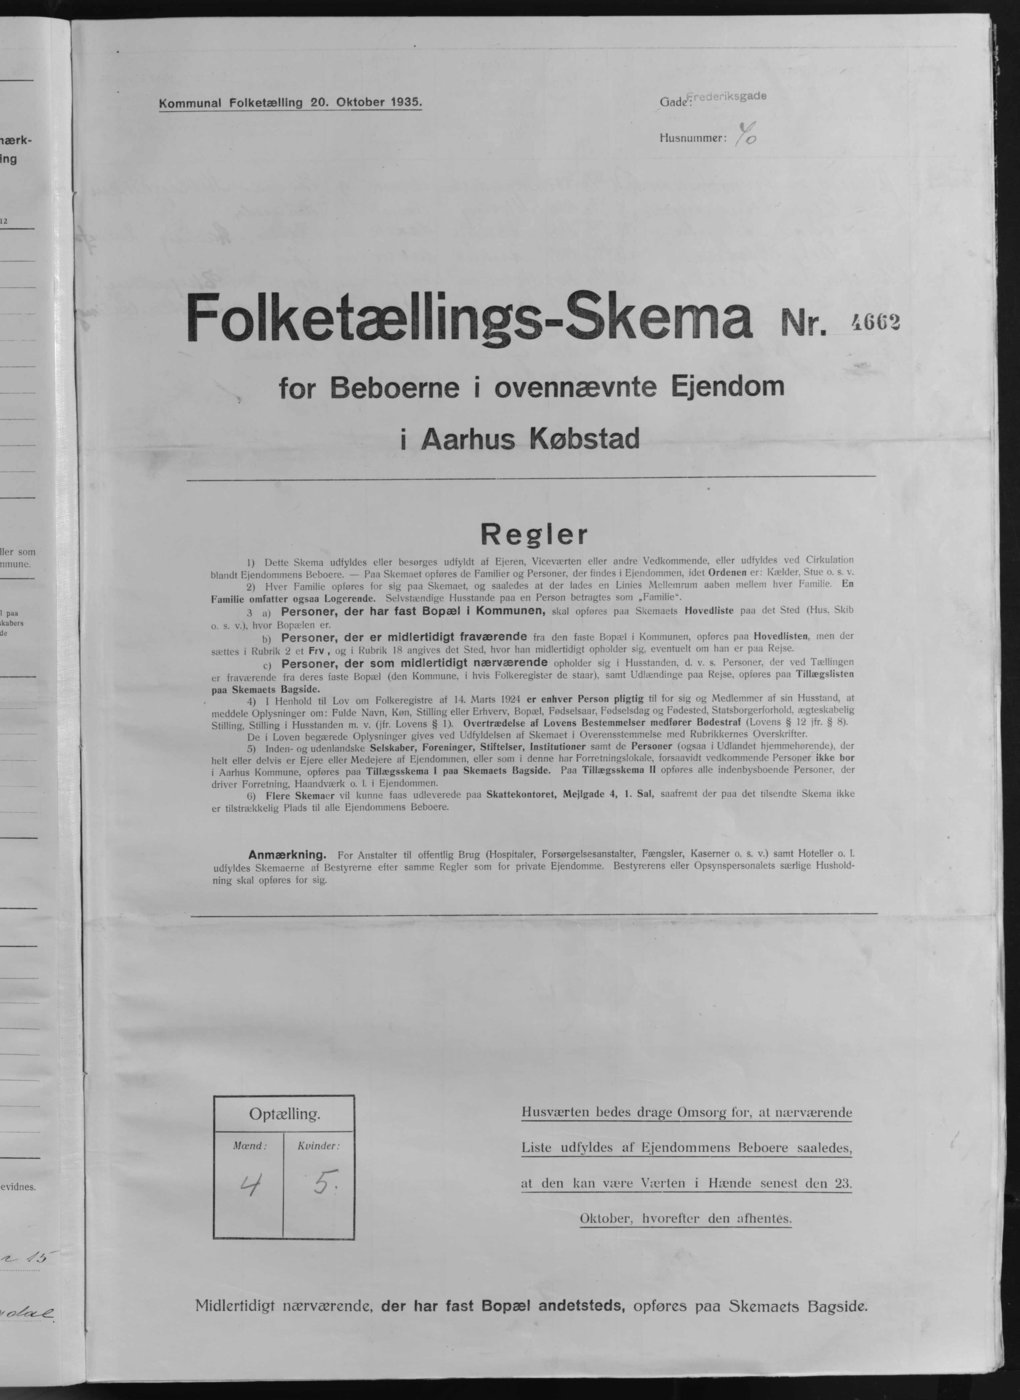 Kommunal Folketælling 20. Oktober 1935.
Gade: Frederiksgade
Husnummer:
Folketællings-Skema Nr. 4662
for Beboerne i ovennævnte Ejendom
i Aarhus Købstad
Regler
1) Dette Skema udfyldes eller besørges udfyldt af Ejeren, Viceværten eller andre Vedkommende, eller udfyldes ved Cirkulation
blandt Ejendommens Beboere. — Paa Skemaet opføres de Familier og Personer, der findes i Ejendommen, idet Ordenen er: Kælder, Stue o. s. v.
2) Hver Familie opføres for sig paa Skemaet, og saaledes at der lades en Linies Mellemrum aaben mellem hver Familie. En
Familie omfatter ogsaa Logerende. Selvstændige Husstande paa en Person betragtes som „Familie“.
3 a) Personer, der har fast Bopæl i Kommunen, skal opføres paa Skemaets Hovedliste paa det Sted (Hus, Skib
o. s. v.), hvor Bopælen er.
b) Personer, der er midlertidigt fraværende fra den faste Bopæl i Kommunen, opføres paa Hovedlisten, men der
sættes i Rubrik 2 et Frv, og i Rubrik 18 angives det Sted, hvor han midlertidigt opholder sig, eventuelt om han er paa Rejse.
c) Personer, der som midlertidigt nærværende opholder sig i Husstanden, d. v. s. Personer, der ved Tællingen
er fraværende fra deres faste Bopæl (den Kommune, i hvis Folkeregister de staar), samt Udlændinge paa Rejse, opføres paa Tillægslisten
paa Skemaets Bagside.
4) I Henhold til Lov om Folkeregistre af 14. Marts 1924 er enhver Person pligtig til for sig og Medlemmer af sin Husstand, at
meddele Oplysninger om: Fulde Navn, Køn, Stilling eller Erhverv, Bopæl, Fødselsaar, Fødselsdag og Fødested, Statsborgerforhold, ægteskabelig
Stilling, Stilling i Husstanden m. v. (jfr. Lovens § 1). Overtrædelse af Lovens Bestemmelser medfører Bødestraf (Lovens § 12 jfr. § 8).
De i Loven begærede Oplysninger gives ved Udfyldelsen af Skemaet i Overensstemmelse med Rubrikkernes Overskrifter.
5) Inden- og udenlandske Selskaber, Foreninger, Stiftelser, Institutioner samt de Personer (ogsaa i Udlandet hjemmehørende), der
helt eller delvis er Ejere eller Medejere af Ejendommen, eller som i denne har Forretningslokale, forsaavidt vedkommende Personer ikke bor
i Aarhus Kommune, opføres paa Tillægsskema I paa Skemaets Bagside. Paa Tillægsskema II opføres alle indenbysboende Personer, der
driver Forretning, Haandværk o. l. i Ejendommen.
6) Flere Skemaer vil kunne faas udleverede paa Skattekontoret, Mejlgade 4, 1. Sal, saafremt der paa det tilsendte Skema ikke
er tilstrækkelig Plads til alle Ejendommens Beboere.
Anmærkning. For Anstalter til offentlig Brug (Hospitaler, Forsørgelsesanstalter, Fængsler, Kaserner o. s. v.) samt Hoteller o. l.
udfyldes Skemaerne af Bestyrerne efter samme Regler som for private Ejendomme. Bestyrerens eller Opsynspersonalets særlige Hushold-
ning skal opføres for sig.
Optælling.
Mænd: Kvinder:
4 5.
Husværten bedes drage Omsorg for, at nærværende
Liste udfyldes af Ejendommens Beboere saaledes,
at den kan være Værten i Hænde senest den 23.
Oktober, hvorefter den afhentes.
Midlertidigt nærværende, der har fast Bopæl andetsteds, opføres paa Skemaets Bagside.